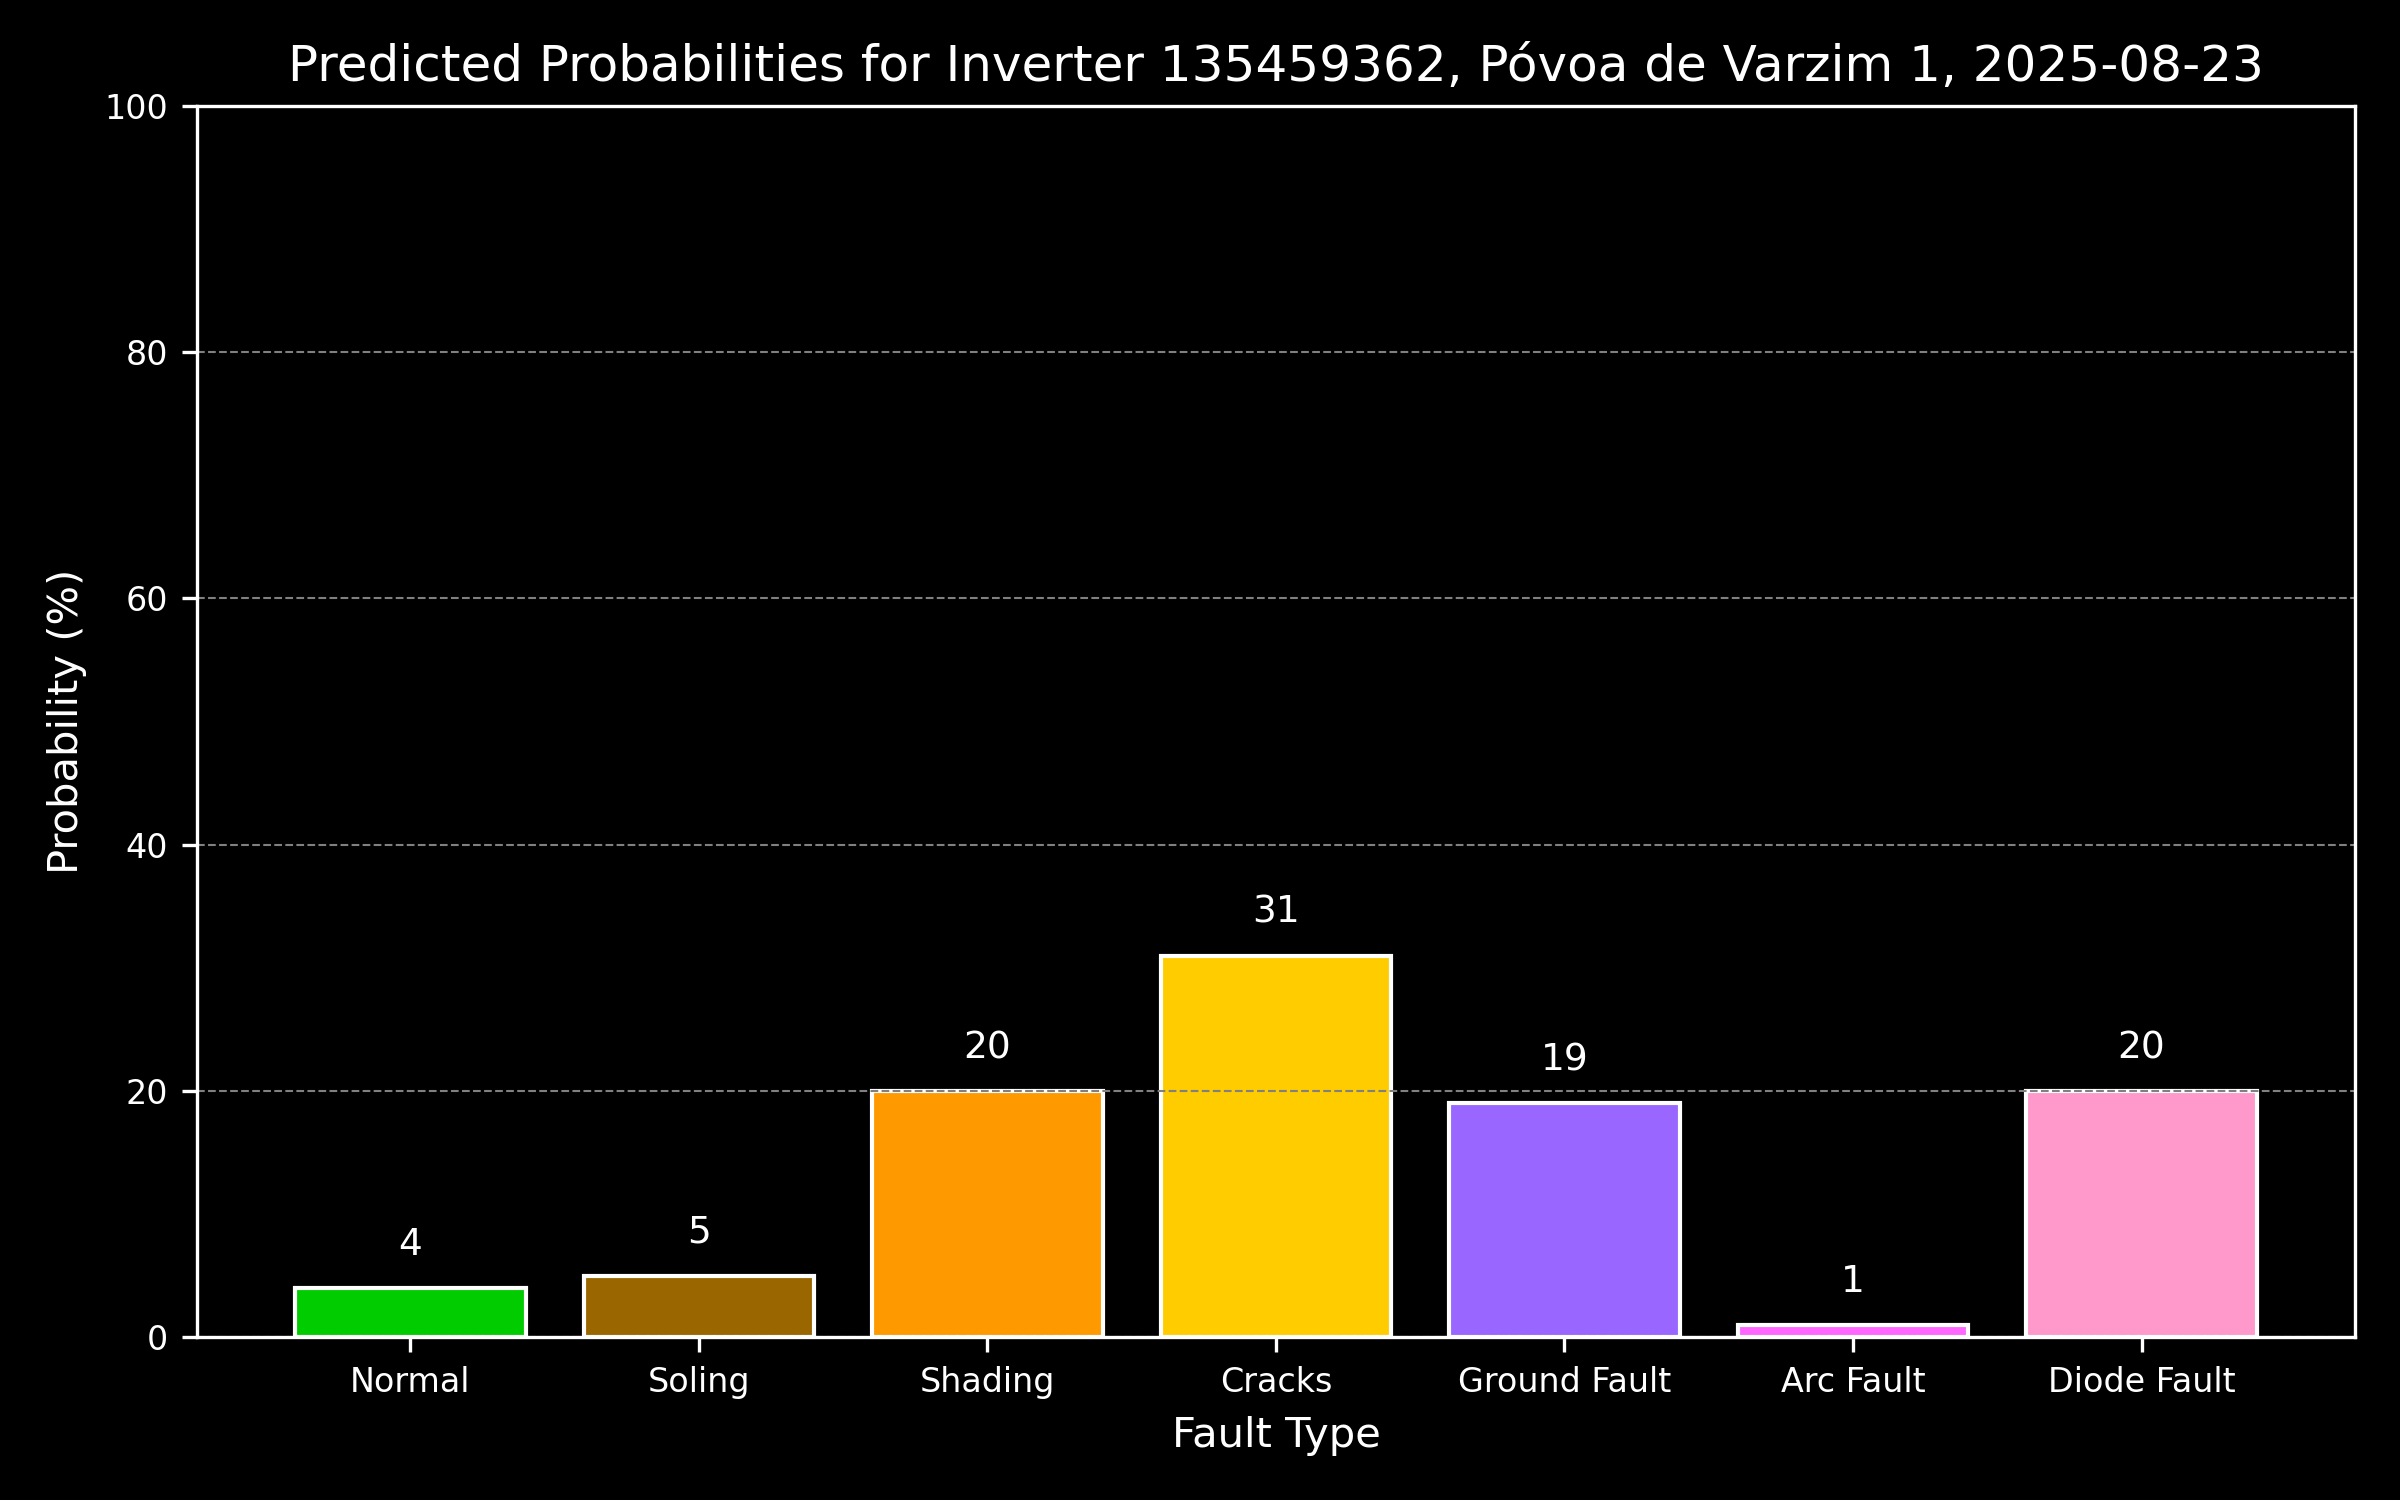 Predicted Probabilities for Inverter 135459362, Póvoa de Varzim 1, 2025-08-23
100
80
60
40
20
0
Probability (%)
4
5
20
31
19
1
20
Normal
Soling
Shading
Cracks
Ground Fault
Arc Fault
Diode Fault
Fault Type